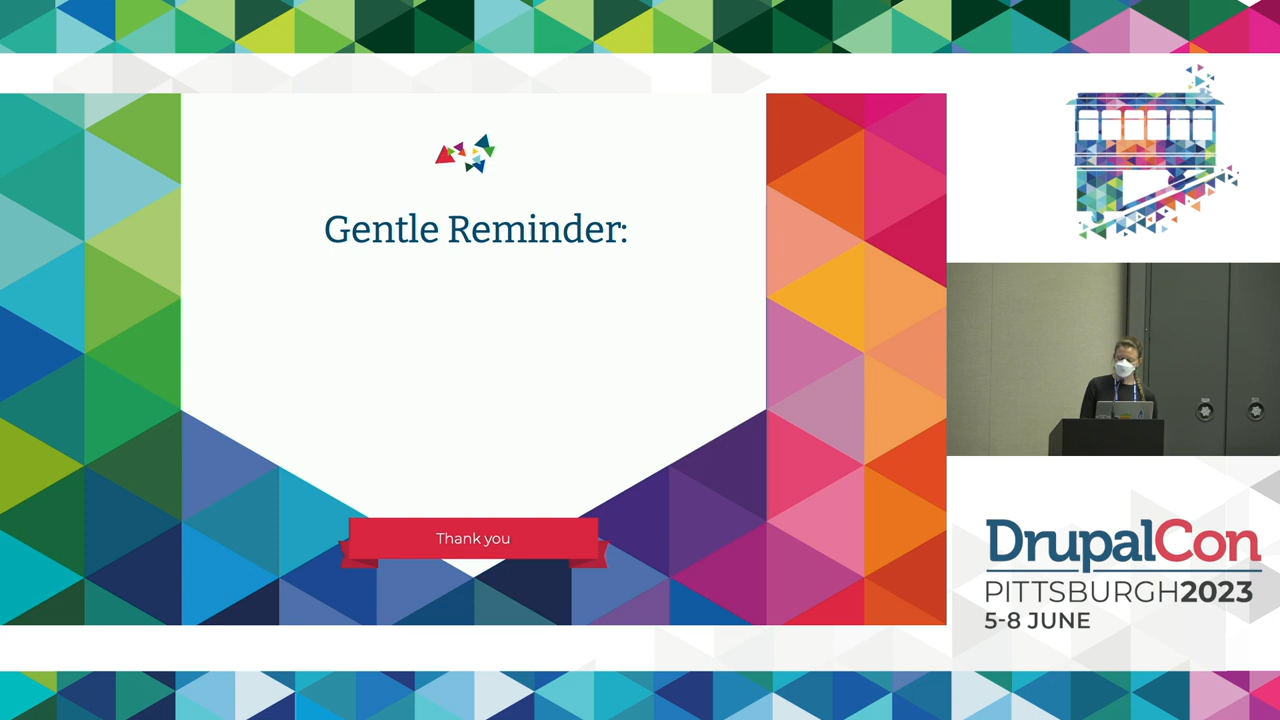 Gentle Reminder:
Thank you
DrupalCon
PITTSBURGH2023
5-8 JUNE